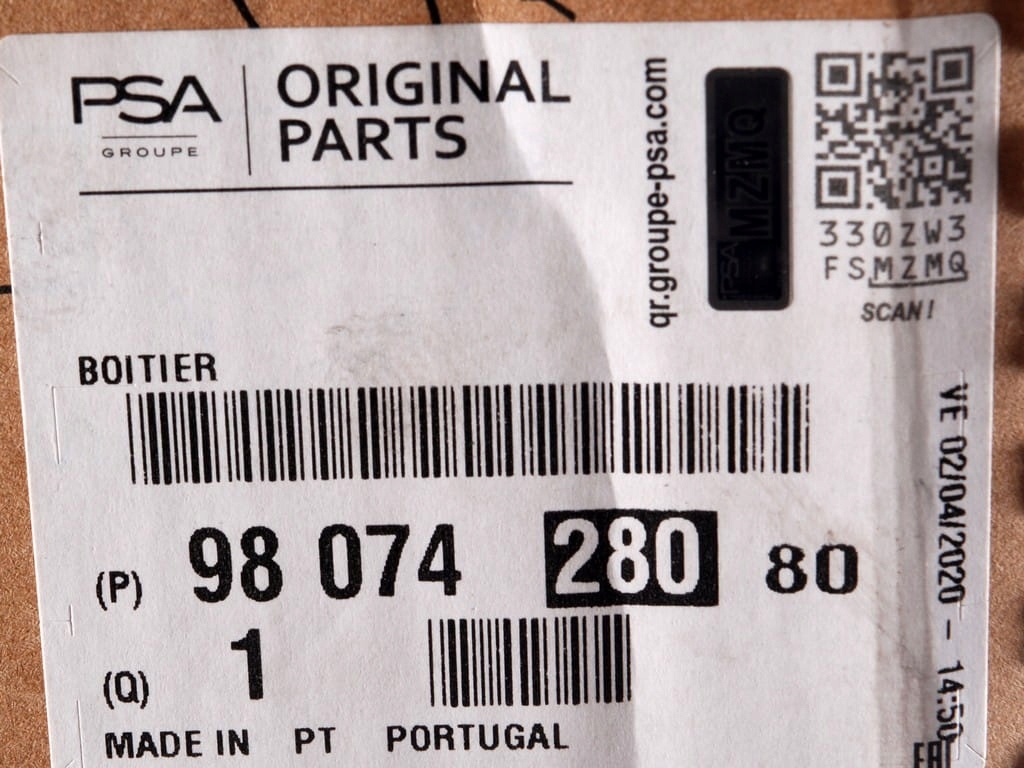 PSA
GROUPE
ORIGINAL
PARTS
qr.groupe-psa.com
PSA MZMQ
330ZW3
FSMZMQ
SCAN!
BOITIER
(P) 98 074 280 80
(Q) 1
MADE IN PT PORTUGAL
VE 02/04/2020 - 14:50
EAC